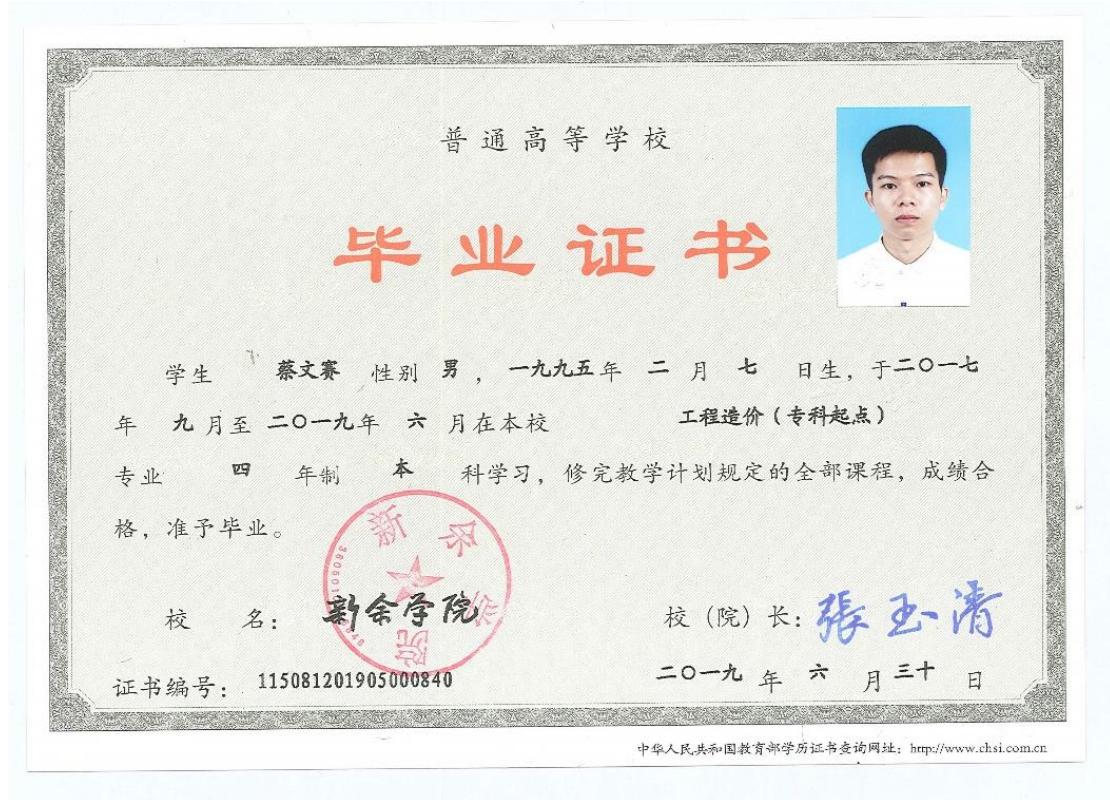 普通高等学校
毕业证书
学生 蔡文赛 性别 男，一九九五年 二 月 七 日生，于二〇一七
年 九 月至 二〇一九年 六 月在本校 工程造价（专科起点）
专业 四 年制 本 科学习，修完教学计划规定的全部课程，成绩合
格，准予毕业。
新余学院
校 名： 新余学院
校（院）长：張玉清
证书编号：115081201905000840
二〇一九 年 六 月 三十 日
中华人民共和国教育部学历证书查询网址：http://www.chsi.com.cn